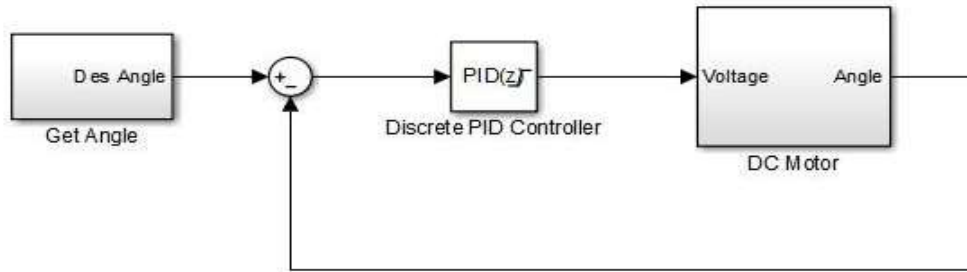 Des Angle
Get Angle
+
−
PID(z)
Discrete PID Controller
Voltage
Angle
DC Motor